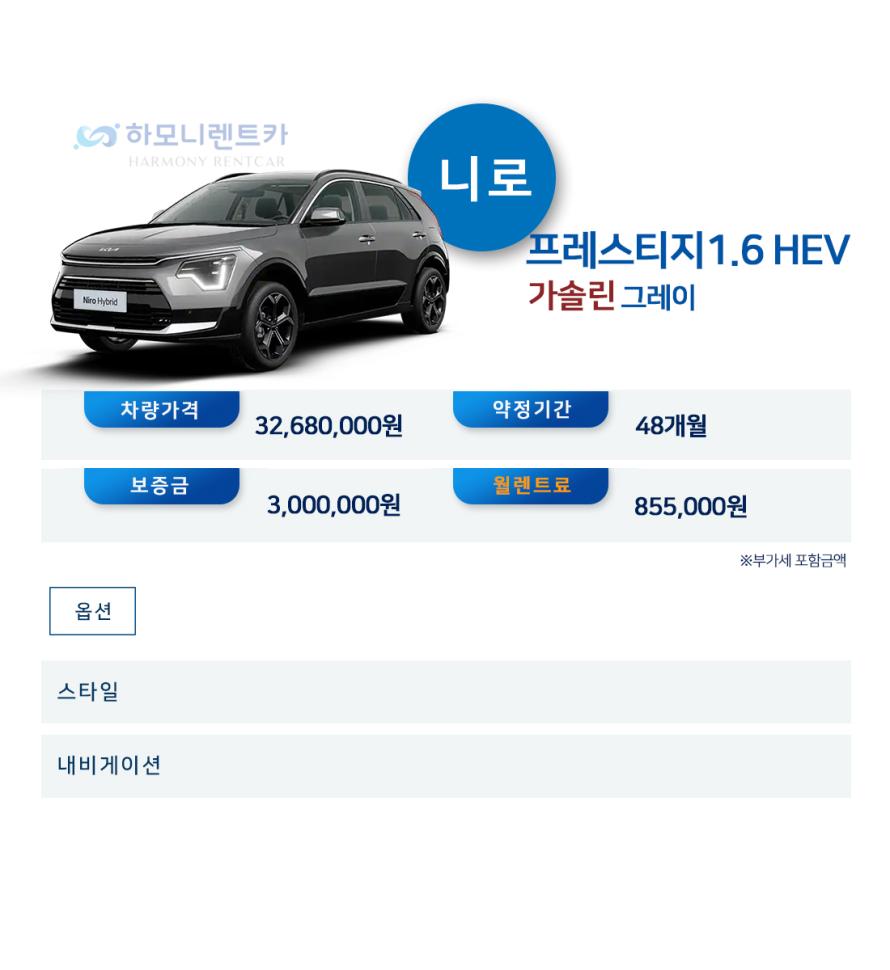 하모니렌트카
HARMONY RENTCAR
니로
프레스티지1.6 HEV
가솔린 그레이
KIA
Niro Hybrid
차량가격 32,680,000원 약정기간 48개월
보증금 3,000,000원 월렌트료 855,000원
※부가세 포함금액
옵션
스타일
내비게이션